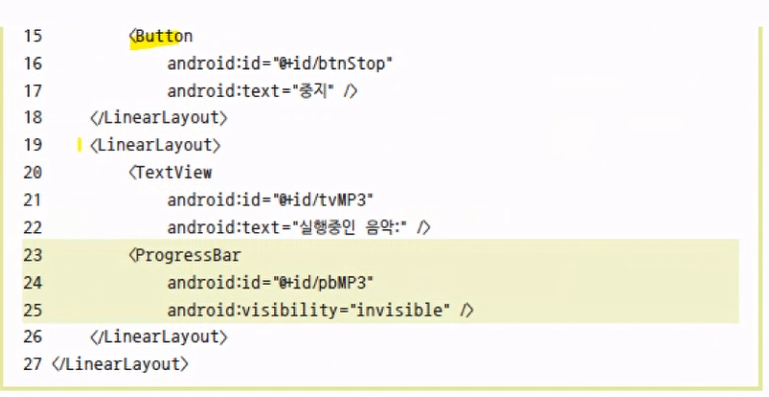 15 <Button
16 android:id="@+id/btnStop"
17 android:text="중지" />
18 </LinearLayout>
19 <LinearLayout>
20 <TextView
21 android:id="@+id/tvMP3"
22 android:text="실행중인 음악:" />
23 <ProgressBar
24 android:id="@+id/pbMP3"
25 android:visibility="invisible" />
26 </LinearLayout>
27 </LinearLayout>